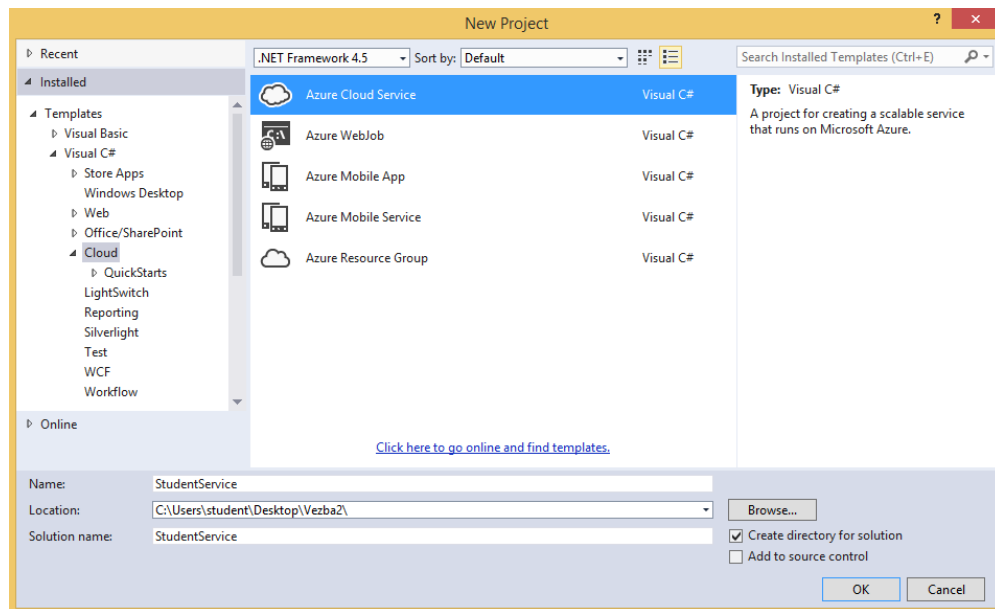 New Project
? ×
Recent
.NET Framework 4.5 Sort by: Default
Search Installed Templates (Ctrl+E)
Installed
Templates
Visual Basic
Visual C#
Store Apps
Windows Desktop
Web
Office/SharePoint
Cloud
QuickStarts
LightSwitch
Reporting
Silverlight
Test
WCF
Workflow
Online
Azure Cloud Service Visual C#
Azure WebJob Visual C#
Azure Mobile App Visual C#
Azure Mobile Service Visual C#
Azure Resource Group Visual C#
Click here to go online and find templates.
Type: Visual C#
A project for creating a scalable service
that runs on Microsoft Azure.
Name: StudentService
Location: C:\Users\student\Desktop\Vezba2\ Browse...
Solution name: StudentService
Create directory for solution
Add to source control
OK Cancel